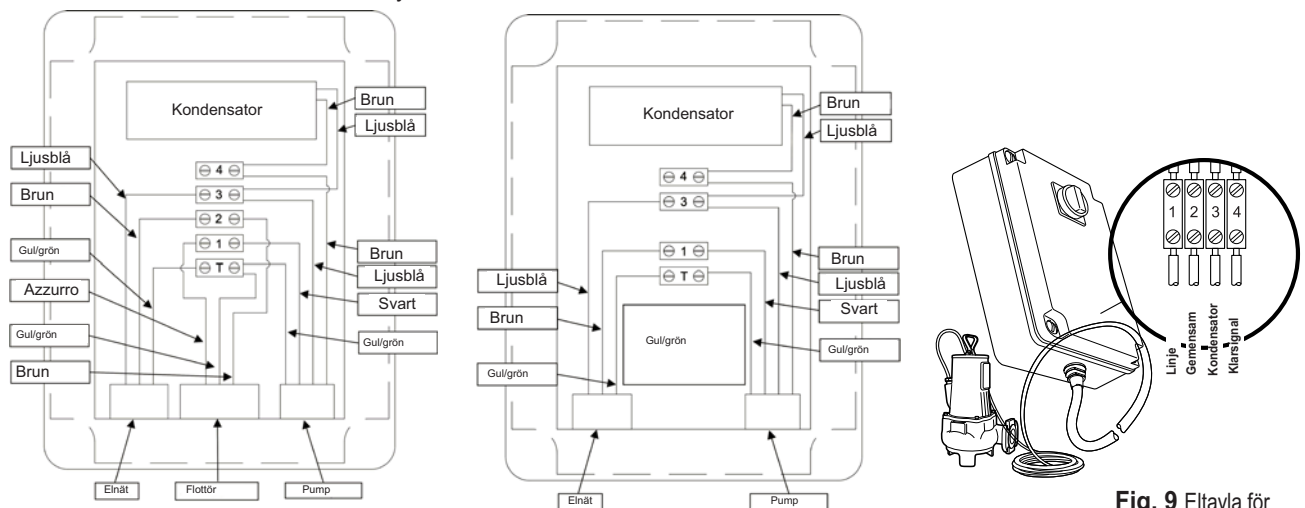 Kondensator
Brun
Ljusblå
Ljusblå
Brun
Gul/grön
Azzurro
Gul/grön
Brun
4
3
2
1
T
Brun
Ljusblå
Svart
Gul/grön
Elnät
Flottör
Pump
Kondensator
Brun
Ljusblå
4
3
1
T
Ljusblå
Brun
Gul/grön
Gul/grön
Brun
Ljusblå
Svart
Gul/grön
Elnät
Pump
1 2 3 4
Linje
Gemensam
Kondensator
Klarsignal
Fig. 9 Eltavla för